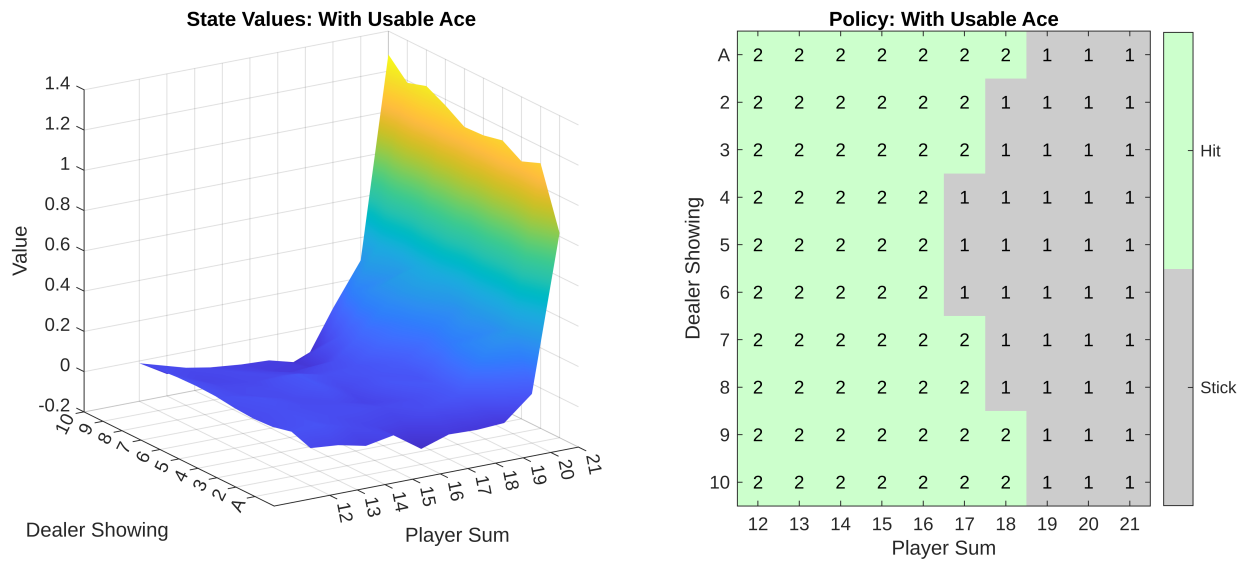 State Values: With Usable Ace
1.4
1.2
1
0.8
0.6
0.4
0.2
0
-0.2
Value
10 9 8 7 6 5 4 3 2 A
Dealer Showing
12 13 14 15 16 17 18 19 20 21
Player Sum
Policy: With Usable Ace
A 2 2 2 2 2 2 2 1 1 1
2 2 2 2 2 2 2 1 1 1 1
3 2 2 2 2 2 2 1 1 1 1
4 2 2 2 2 2 1 1 1 1 1
5 2 2 2 2 2 1 1 1 1 1
6 2 2 2 2 2 1 1 1 1 1
7 2 2 2 2 2 2 1 1 1 1
8 2 2 2 2 2 2 1 1 1 1
9 2 2 2 2 2 2 2 1 1 1
10 2 2 2 2 2 2 2 1 1 1
12 13 14 15 16 17 18 19 20 21
Dealer Showing
Player Sum
Hit
Stick